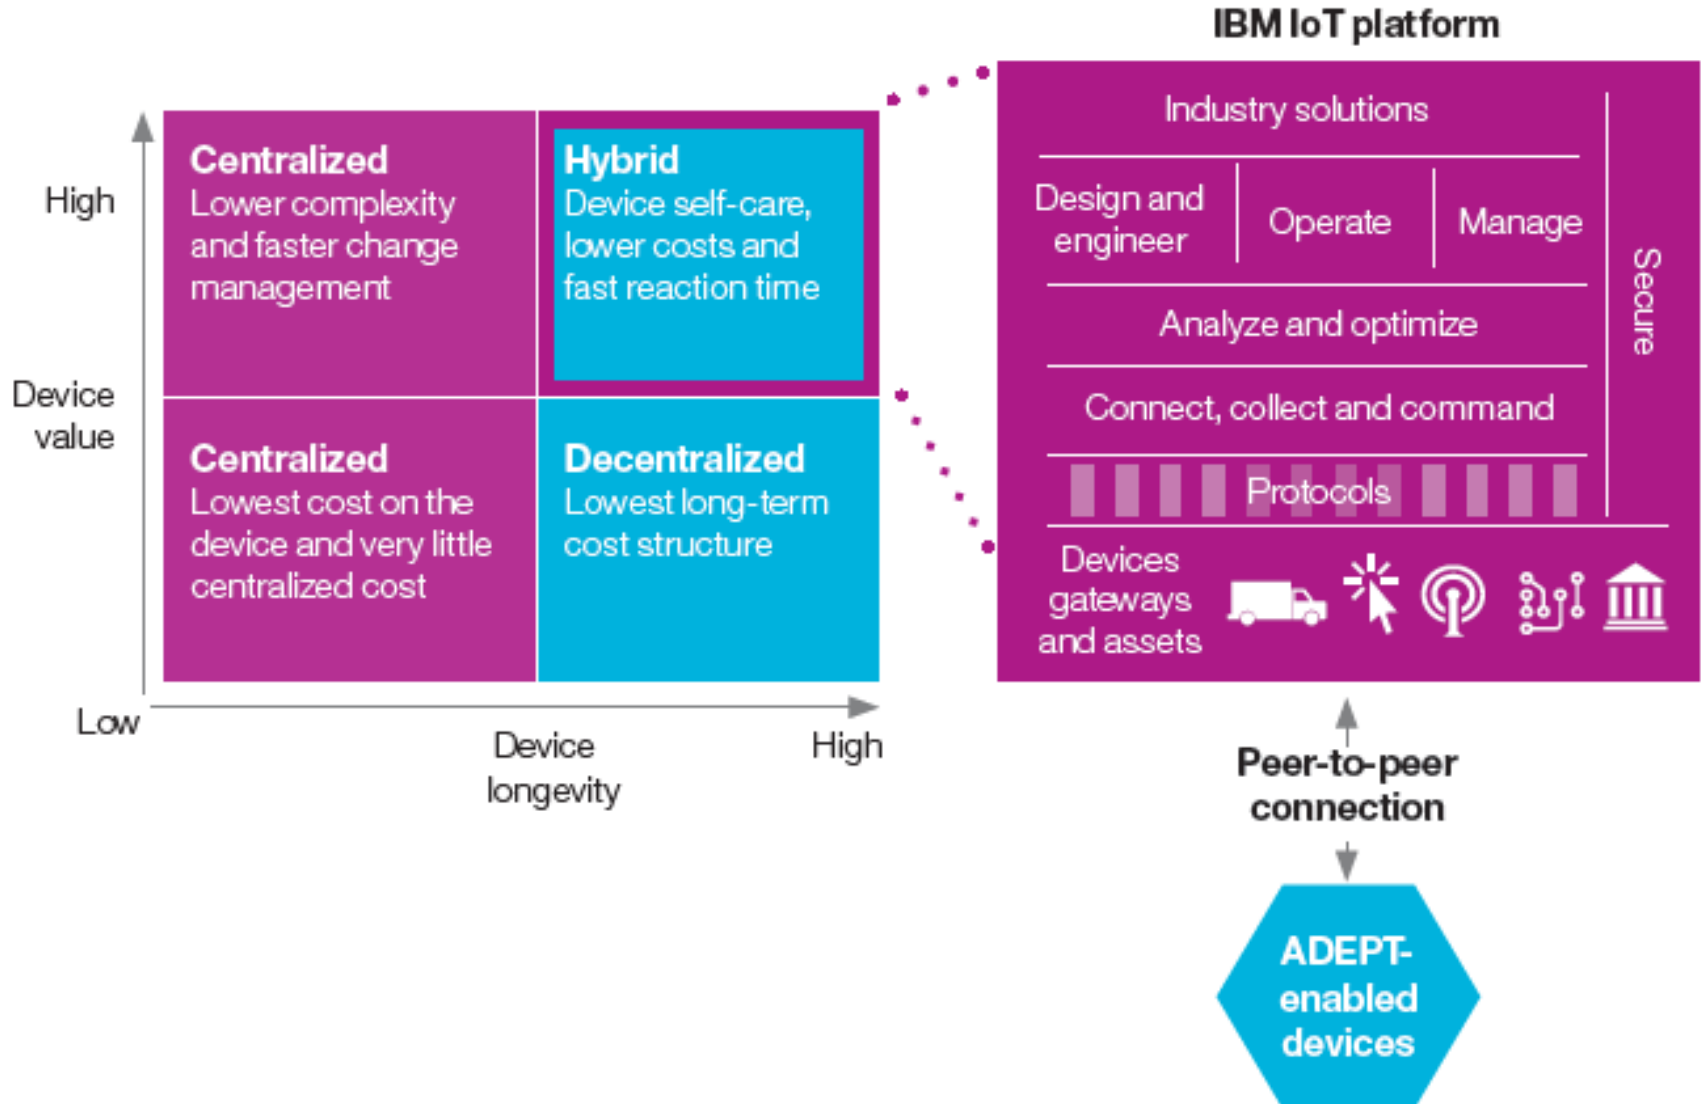 IBM IoT platform
High
Device
value
Low
Device
longevity
High
Centralized
Lower complexity
and faster change
management
Hybrid
Device self-care,
lower costs and
fast reaction time
Centralized
Lowest cost on the
device and very little
centralized cost
Decentralized
Lowest long-term
cost structure
Industry solutions
Design and
engineer
Operate
Manage
Secure
Analyze and optimize
Connect, collect and command
Protocols
Devices
gateways
and assets
Peer-to-peer
connection
ADEPT-
enabled
devices